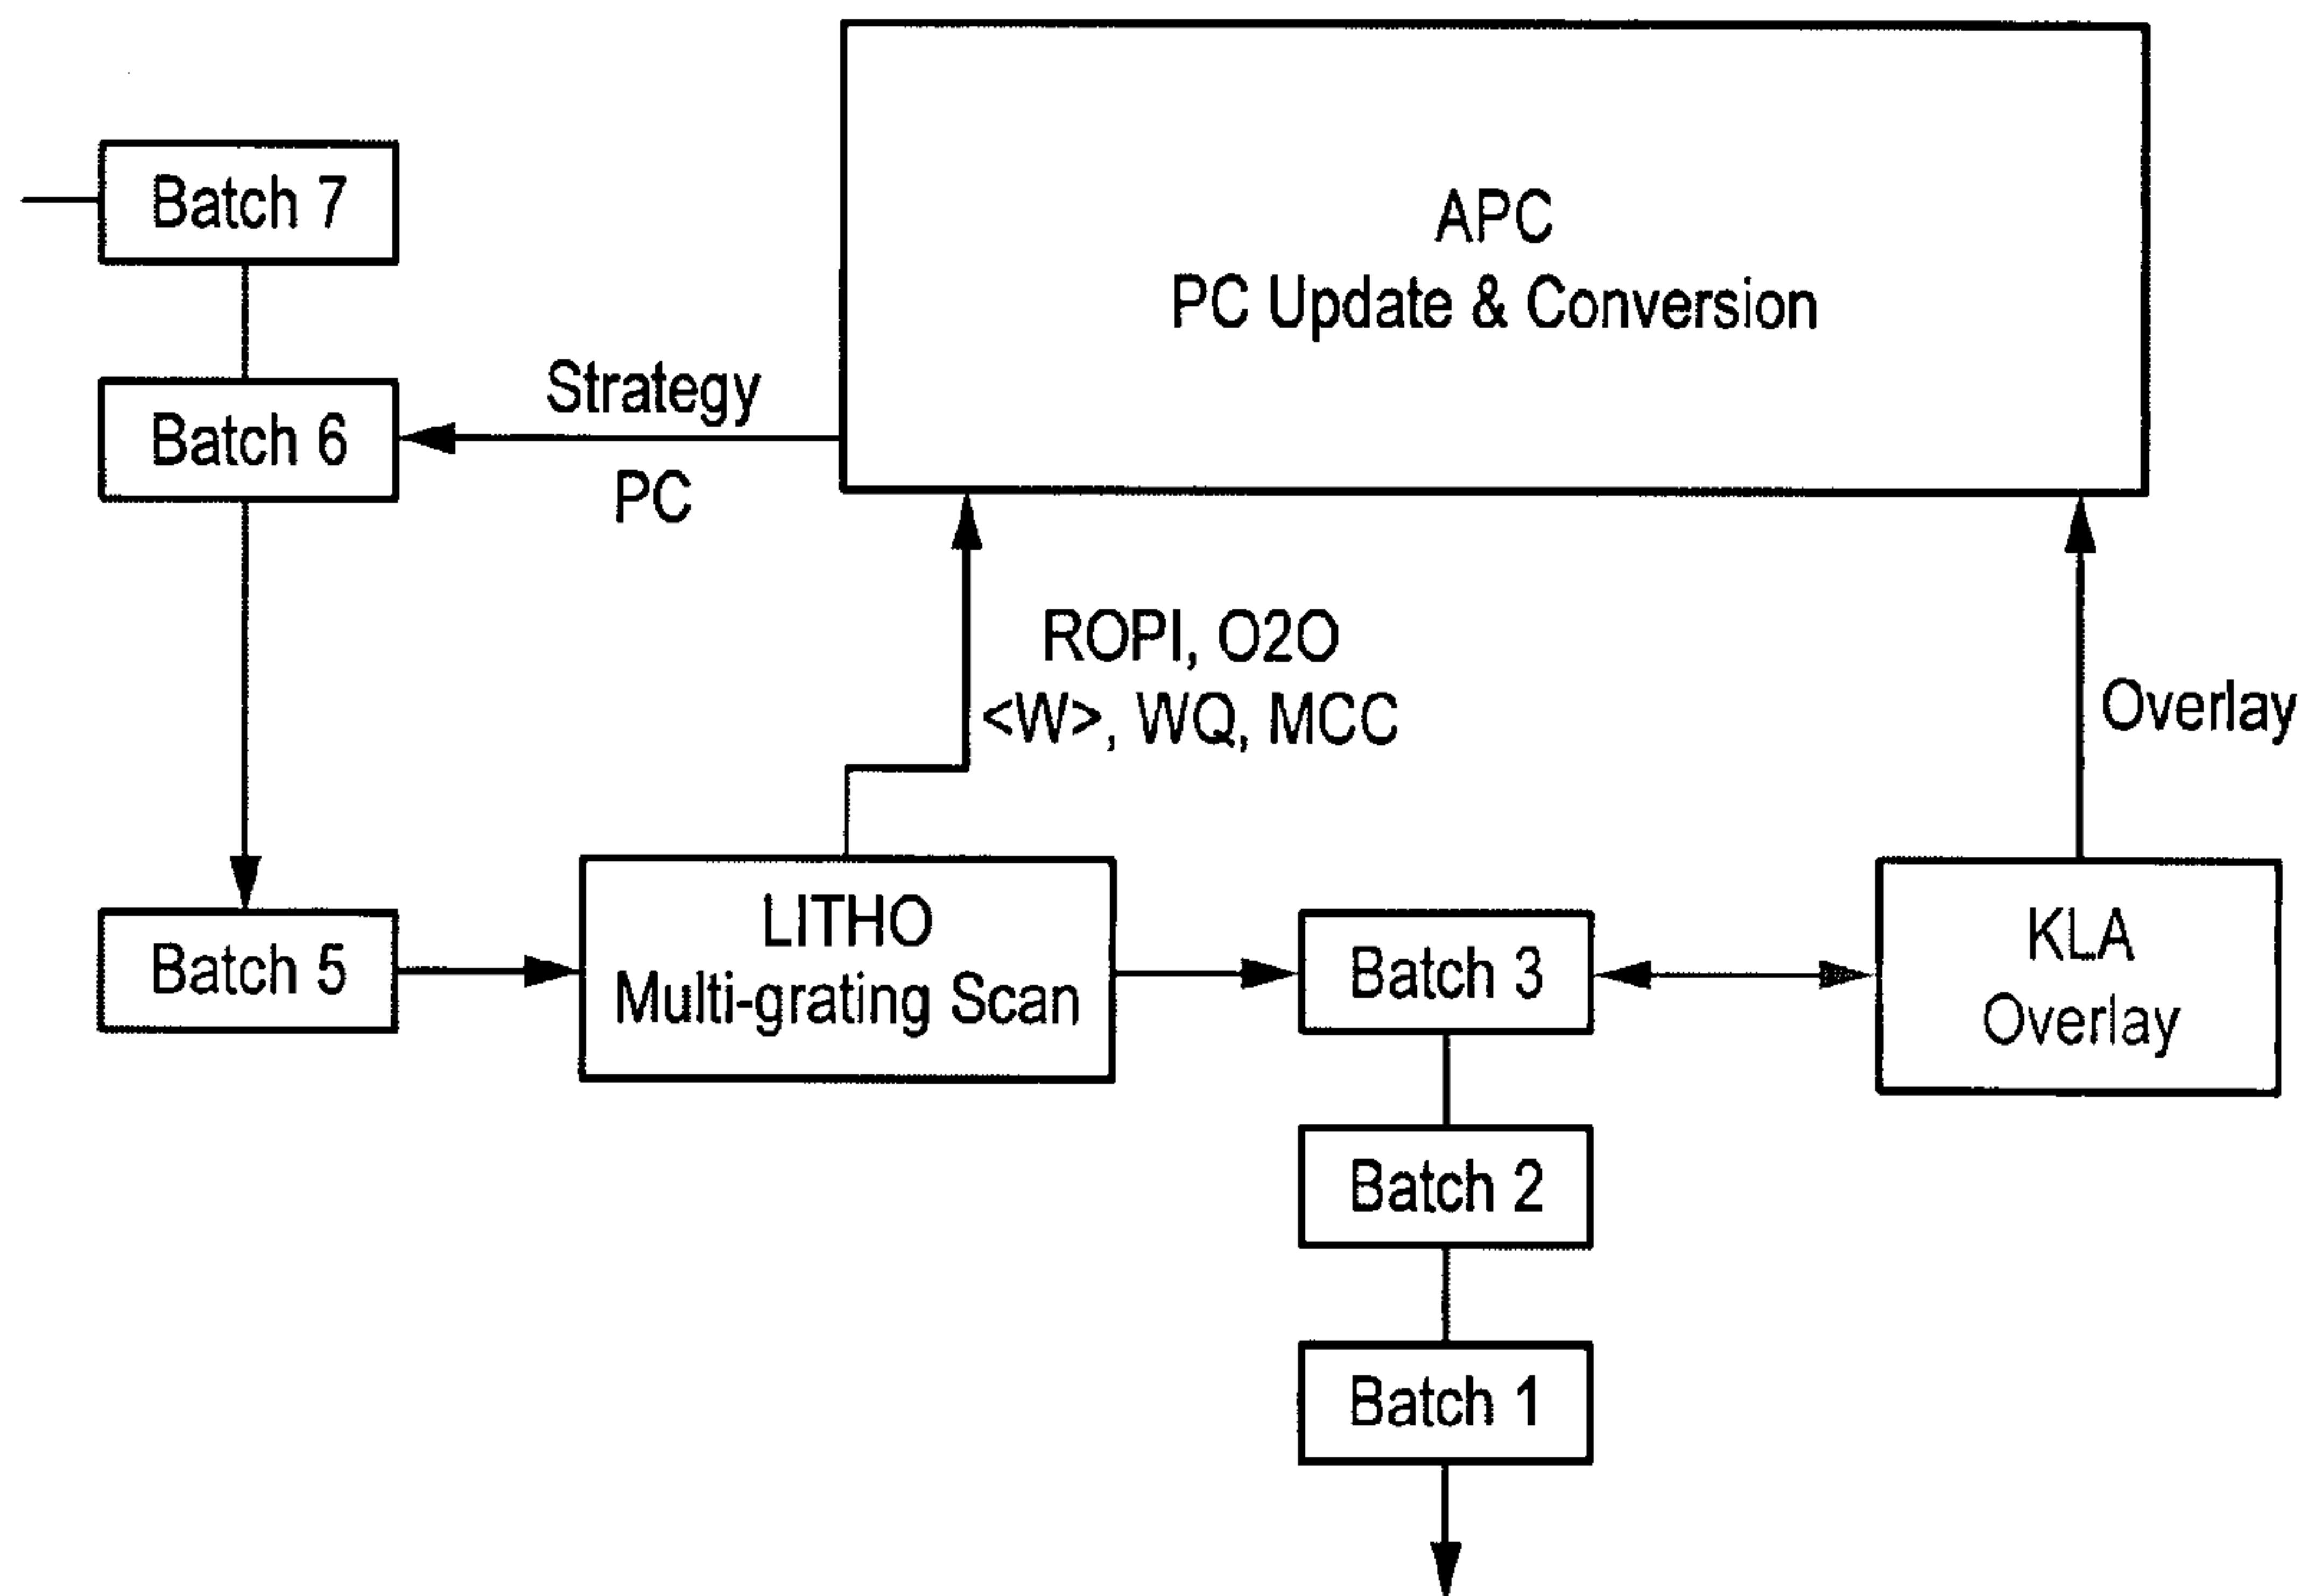 APC
PC Update & Conversion
Batch 7
Batch 6
Strategy
PC
ROPI, O2O
<W>, WQ, MCC
Overlay
Batch 5
LITHO
Multi-grating Scan
Batch 3
KLA
Overlay
Batch 2
Batch 1